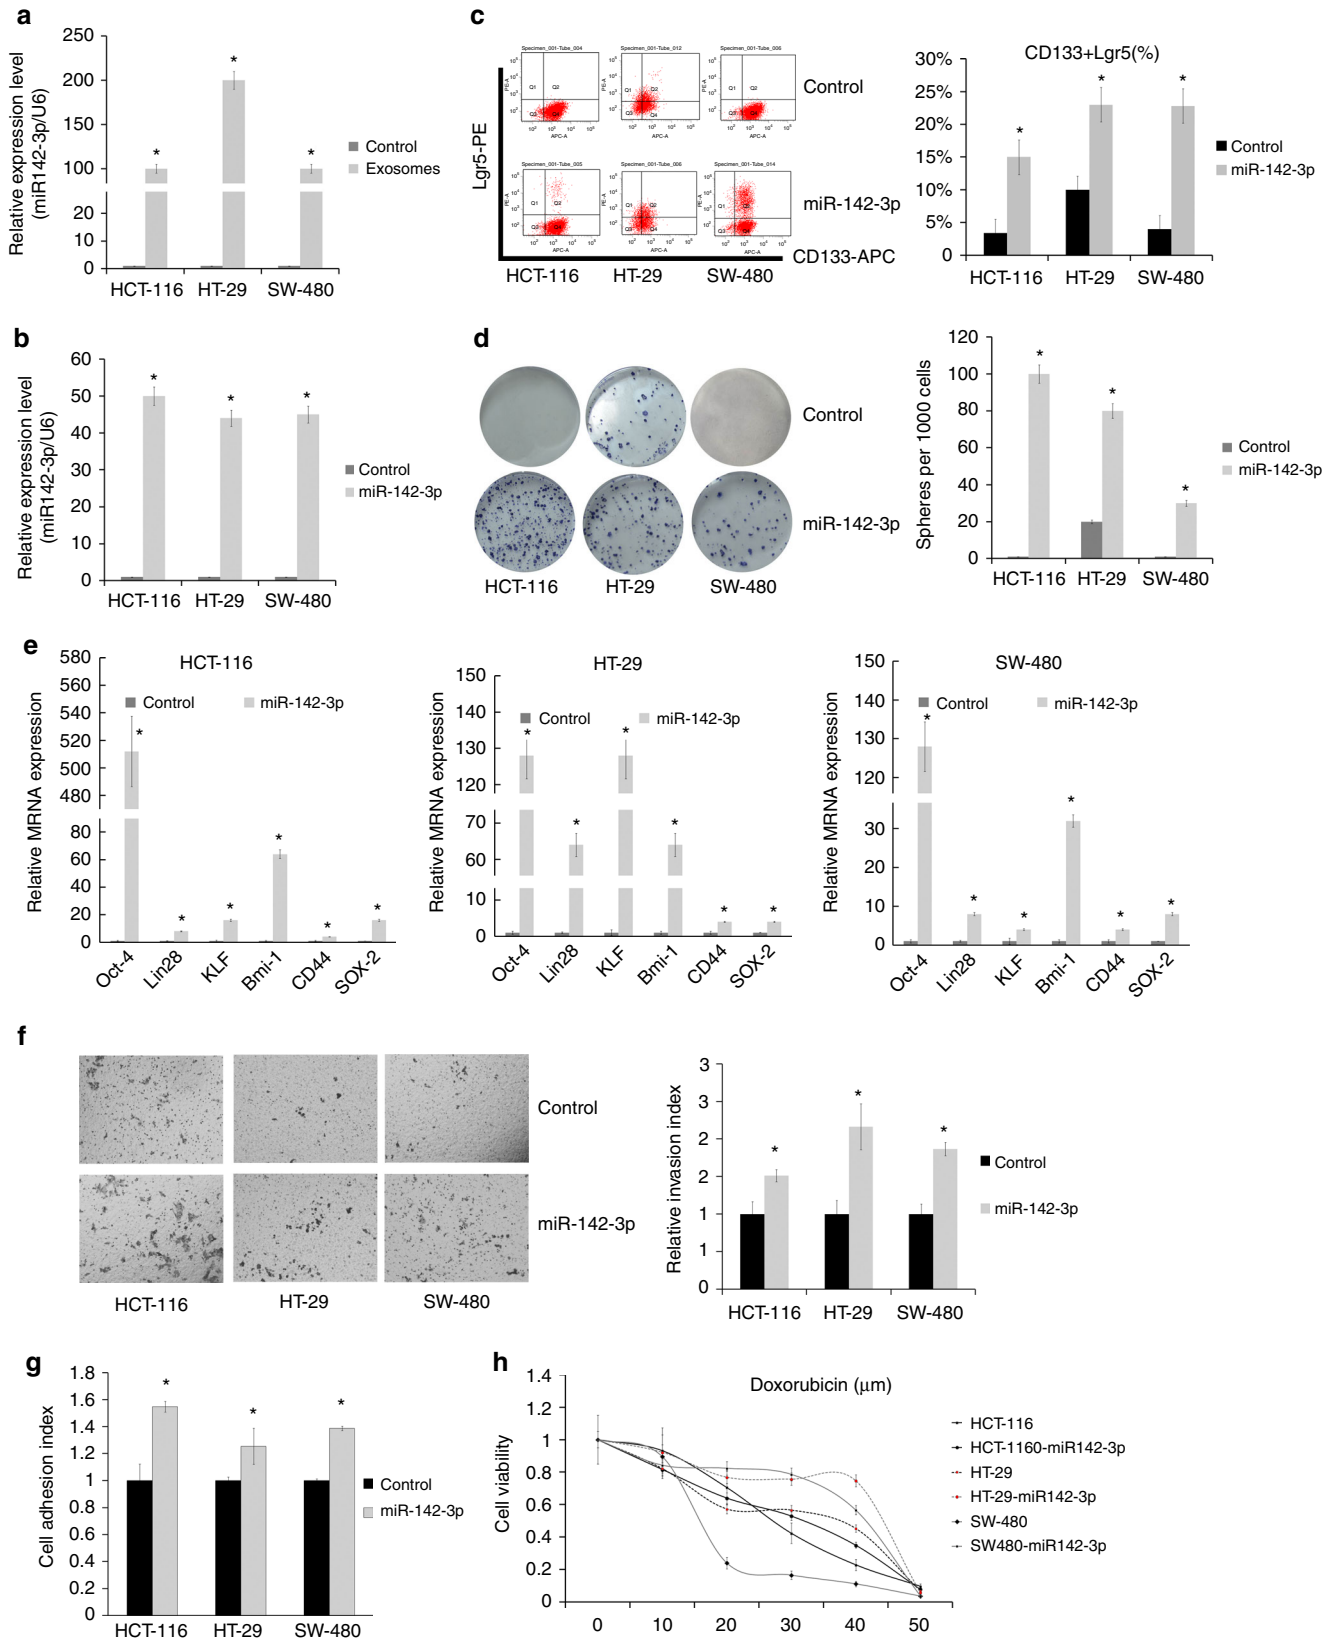 a
Relative expression level
(miR142-3p/U6)
250
200
150
100
20
10
0
*
*
*
HCT-116
HT-29
SW-480
Control
Exosomes
b
Relative expression level
(miR142-3p/U6)
60
50
40
30
20
10
0
*
*
*
HCT-116
HT-29
SW-480
Control
miR-142-3p
c
Lgr5-PE
Specimen_001-Tube_004
Specimen_001-Tube_012
Specimen_001-Tube_006
Control
Specimen_001-Tube_005
Specimen_001-Tube_006
Specimen_001-Tube_014
miR-142-3p
CD133-APC
HCT-116
HT-29
SW-480
CD133+Lgr5(%)
30%
25%
20%
15%
10%
5%
0
*
*
*
HCT-116
HT-29
SW-480
Control
miR-142-3p
d
Control
miR-142-3p
HCT-116
HT-29
SW-480
Spheres per 1000 cells
120
100
80
60
40
20
0
*
*
*
HCT-116
HT-29
SW-480
Control
miR-142-3p
e
HCT-116
Relative MRNA expression
580
560
540
520
500
480
80
60
40
20
0
Control
miR-142-3p
*
*
*
*
*
*
Oct-4
Lin28
KLF
Bmi-1
CD44
SOX-2
HT-29
Relative MRNA expression
150
140
130
120
70
60
10
0
Control
miR-142-3p
*
*
*
*
*
*
Oct-4
Lin28
KLF
Bmi-1
CD44
SOX-2
SW-480
Relative MRNA expression
150
140
130
120
30
20
10
0
Control
miR-142-3p
*
*
*
*
*
*
Oct-4
Lin28
KLF
Bmi-1
CD44
SOX-2
f
Control
miR-142-3p
HCT-116
HT-29
SW-480
Relative invasion index
3
3
2
2
1
1
0
*
*
*
HCT-116
HT-29
SW-480
Control
miR-142-3p
g
Cell adhesion index
1.8
1.6
1.4
1.2
1
0.8
0.6
0.4
0.2
0
*
*
*
HCT-116
HT-29
SW-480
Control
miR-142-3p
h
Doxorubicin (μm)
Cell viability
1.4
1.2
1
0.8
0.6
0.4
0.2
0
0
10
20
30
40
50
HCT-116
HCT-1160-miR142-3p
HT-29
HT-29-miR142-3p
SW-480
SW480-miR142-3p